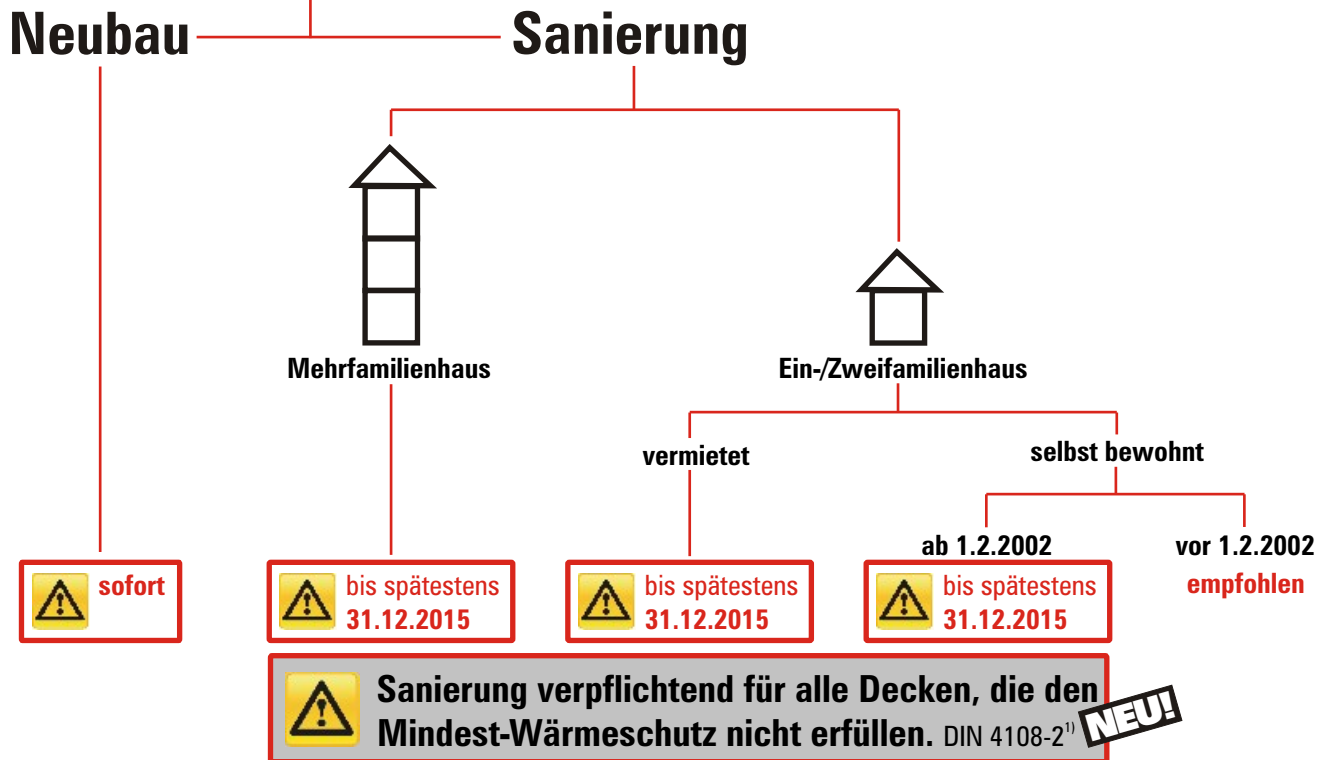 Neubau
Sanierung
Mehrfamilienhaus
Ein-/Zweifamilienhaus
vermietet
selbst bewohnt
ab 1.2.2002
vor 1.2.2002
empfohlen
sofort
bis spätestens
31.12.2015
bis spätestens
31.12.2015
bis spätestens
31.12.2015
Sanierung verpflichtend für alle Decken, die den
Mindest-Wärmeschutz nicht erfüllen. DIN 4108-2¹⁾
NEU!